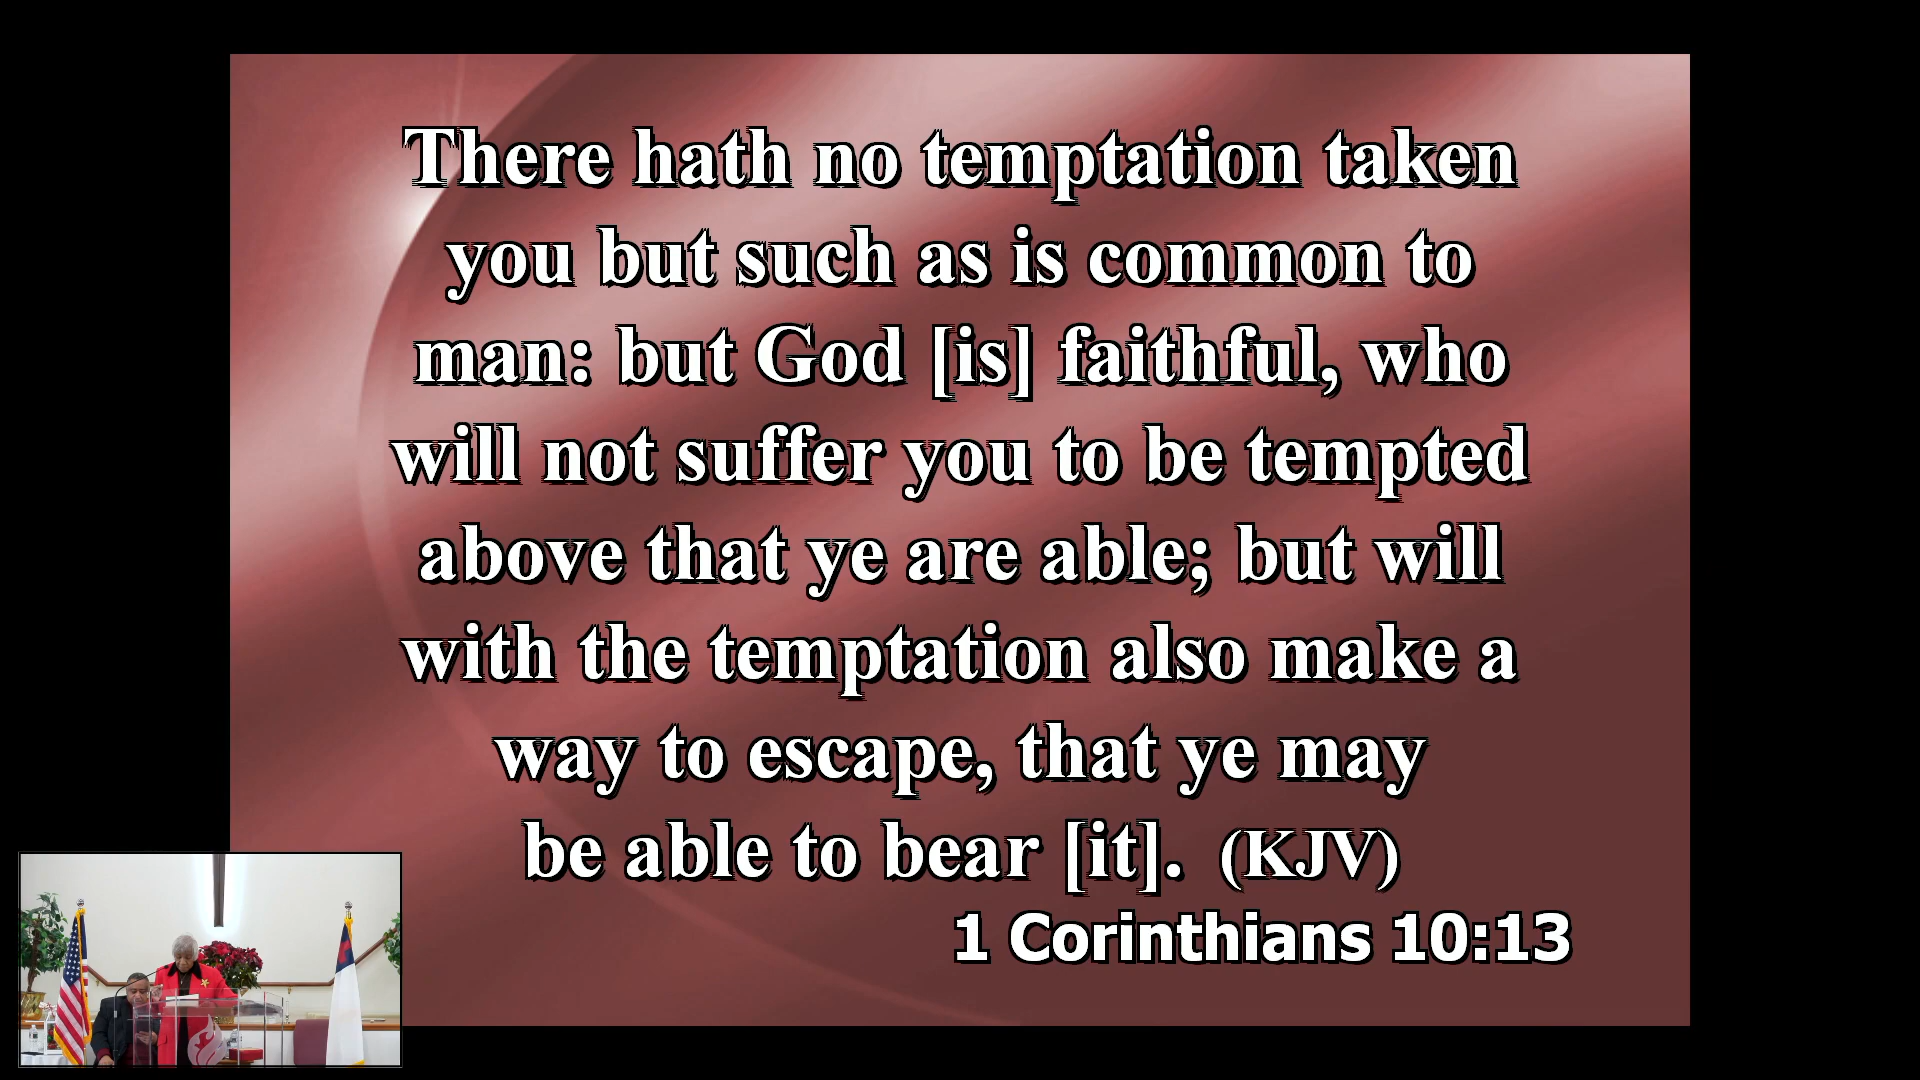 There hath no temptation taken
you but such as is common to
man: but God [is] faithful, who
will not suffer you to be tempted
above that ye are able; but will
with the temptation also make a
way to escape, that ye may
be able to bear [it]. (KJV)
1 Corinthians 10:13